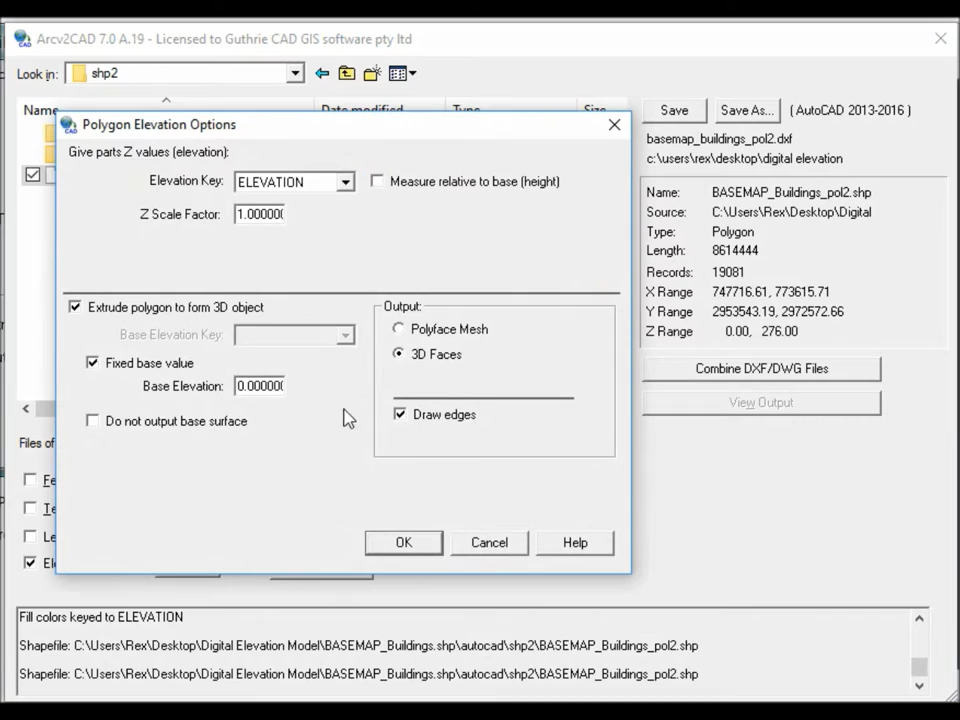 Arcv2CAD 7.0 A.19 - Licensed to Guthrie CAD GIS software pty ltd
Look in: shp2
Name Date modified Type Size
Save Save As... ( AutoCAD 2013-2016 )
basemap_buildings_pol2.dxf
c:\users\rex\desktop\digital elevation
Polygon Elevation Options
Give parts Z values (elevation):
Elevation Key: ELEVATION Measure relative to base (height)
Z Scale Factor: 1.00000
Name: BASEMAP_Buildings_pol2.shp
Source: C:\Users\Rex\Desktop\Digital
Type: Polygon
Length: 8614444
Records: 19081
X Range 747716.61, 773615.71
Y Range 2953543.19, 2972572.66
Z Range 0.00, 276.00
Extrude polygon to form 3D object
Base Elevation Key:
Fixed base value
Base Elevation: 0.00000
Do not output base surface
Output:
Polyface Mesh
3D Faces
Draw edges
Combine DXF/DWG Files
View Output
Files of
OK Cancel Help
Fill colors keyed to ELEVATION
Shapefile: C:\Users\Rex\Desktop\Digital Elevation Model\BASEMAP_Buildings.shp\autocad\shp2\BASEMAP_Buildings_pol2.shp
Shapefile: C:\Users\Rex\Desktop\Digital Elevation Model\BASEMAP_Buildings.shp\autocad\shp2\BASEMAP_Buildings_pol2.shp